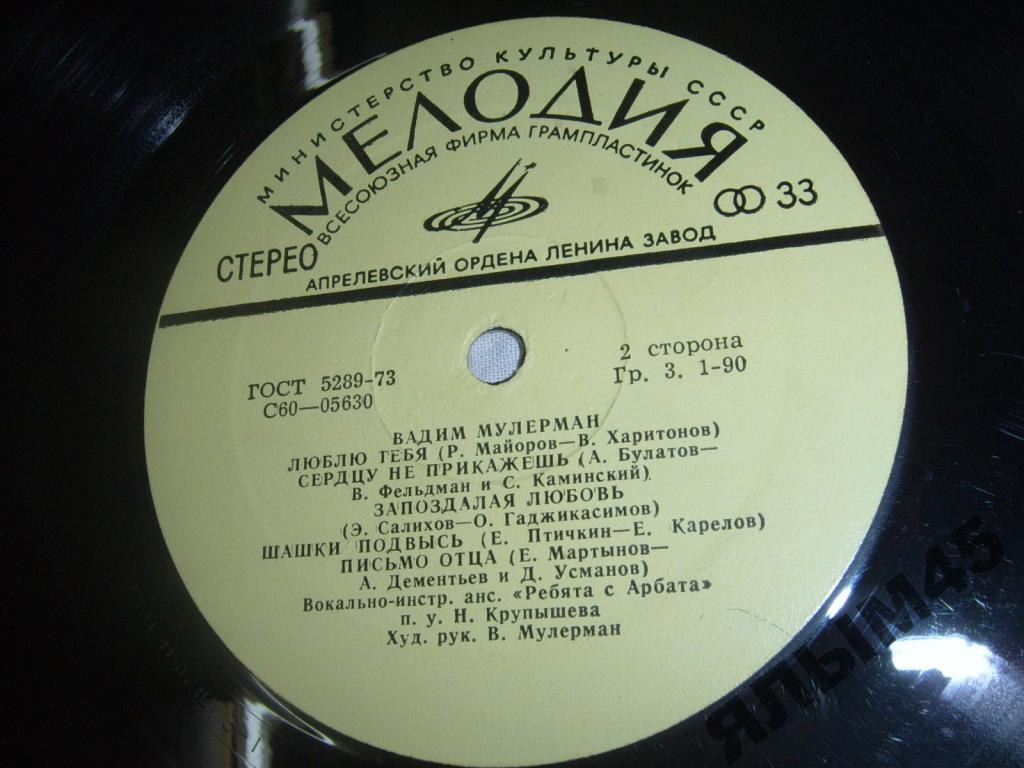 МИНИСТЕРСТВО КУЛЬТУРЫ СССР
МЕЛОДИЯ
ВСЕСОЮЗНАЯ ФИРМА ГРАМПЛАСТИНОК
СТЕРЕО
33
АПРЕЛЕВСКИЙ ОРДЕНА ЛЕНИНА ЗАВОД
ГОСТ 5289-73
С60—05630
2 сторона
Гр. 3. 1-90
ВАДИМ МУЛЕРМАН
ЛЮБЛЮ ТЕБЯ (Р. Майоров—В. Харитонов)
СЕРДЦУ НЕ ПРИКАЖЕШЬ (А. Булатов—
В. Фельдман и С. Каминский)
ЗАПОЗДАЛАЯ ЛЮБОВЬ
(Э. Салихов—О. Гаджикасимов)
ШАШКИ ПОДВЫСЬ (Е. Птичкин—Е. Карелов)
ПИСЬМО ОТЦА (Е. Мартынов—
А. Дементьев и Д. Усманов)
Вокально-инстр. анс. «Ребята с Арбата»
п. у. Н. Крупышева
Худ. рук. В. Мулерман
ЯЛЫМ45